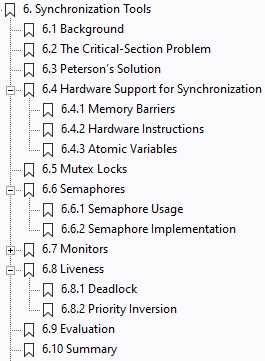 6. Synchronization Tools
6.1 Background
6.2 The Critical-Section Problem
6.3 Peterson's Solution
6.4 Hardware Support for Synchronization
6.4.1 Memory Barriers
6.4.2 Hardware Instructions
6.4.3 Atomic Variables
6.5 Mutex Locks
6.6 Semaphores
6.6.1 Semaphore Usage
6.6.2 Semaphore Implementation
6.7 Monitors
6.8 Liveness
6.8.1 Deadlock
6.8.2 Priority Inversion
6.9 Evaluation
6.10 Summary